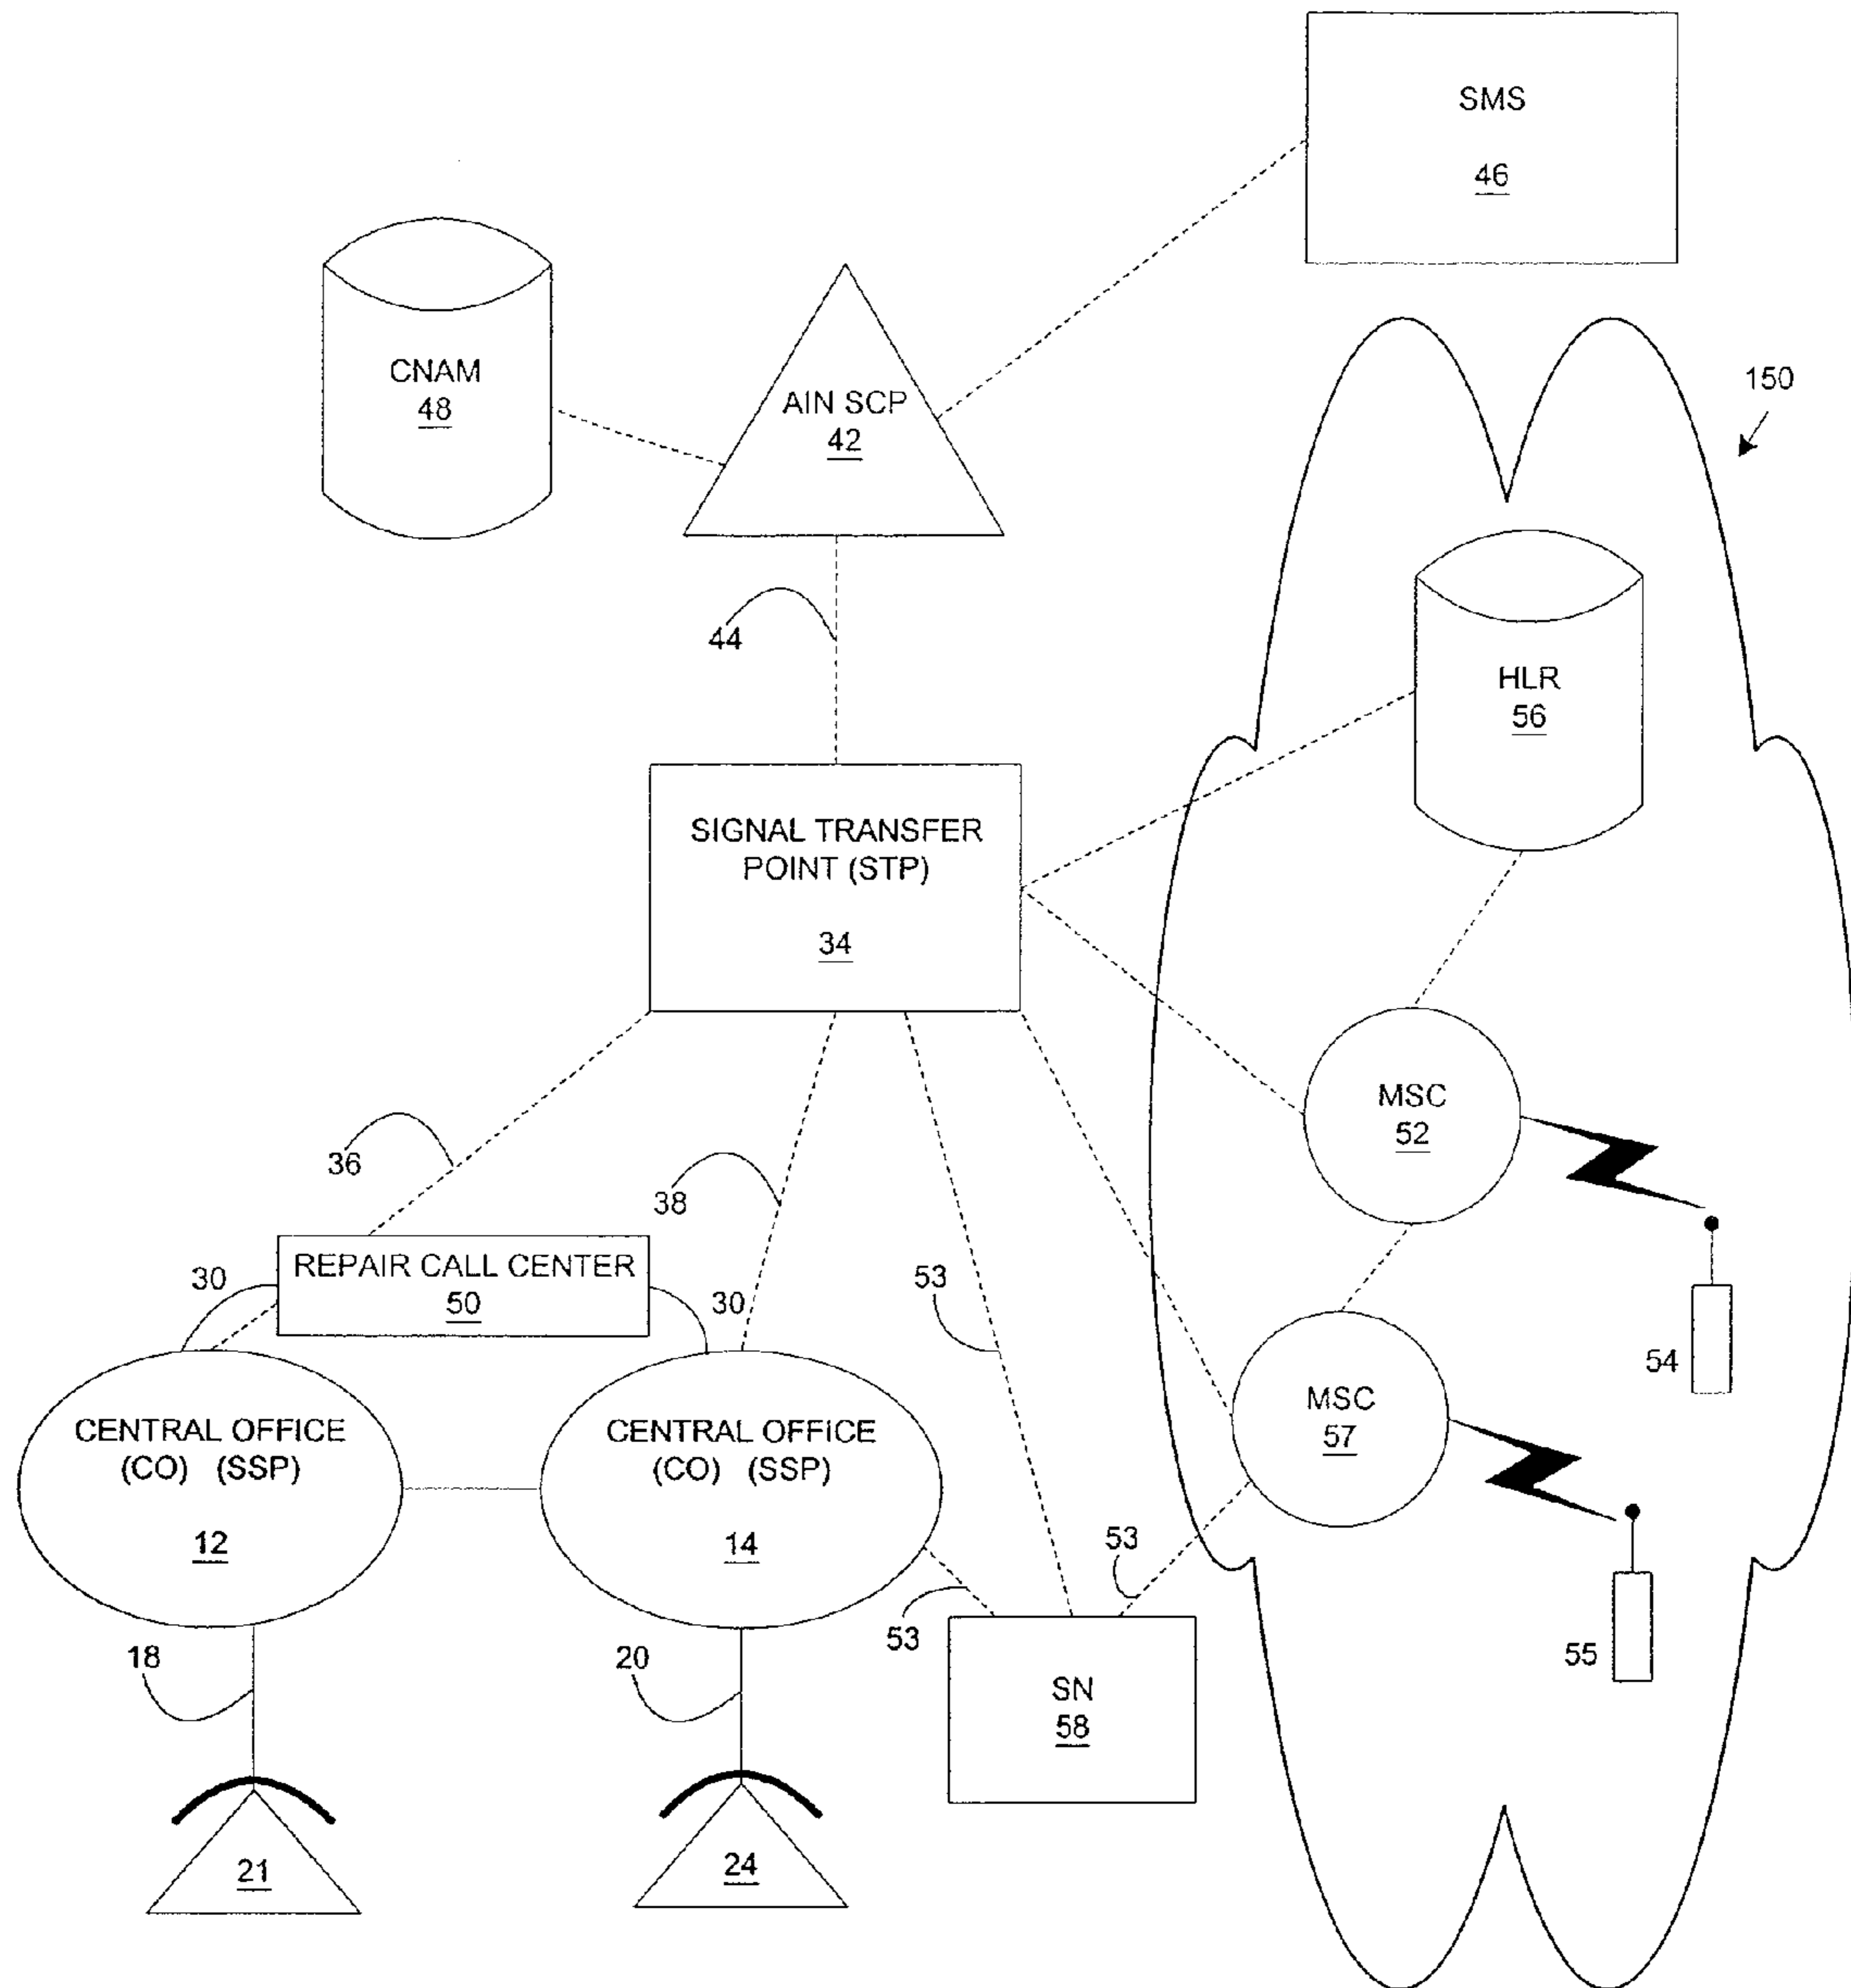 SMS
46
CNAM
48
AIN SCP
42
150
44
HLR
56
SIGNAL TRANSFER
POINT (STP)
34
MSC
52
36
38
REPAIR CALL CENTER
50
30
30
53
54
MSC
57
CENTRAL OFFICE
(CO) (SSP)
12
CENTRAL OFFICE
(CO) (SSP)
14
53
53
18
20
SN
58
55
21
24